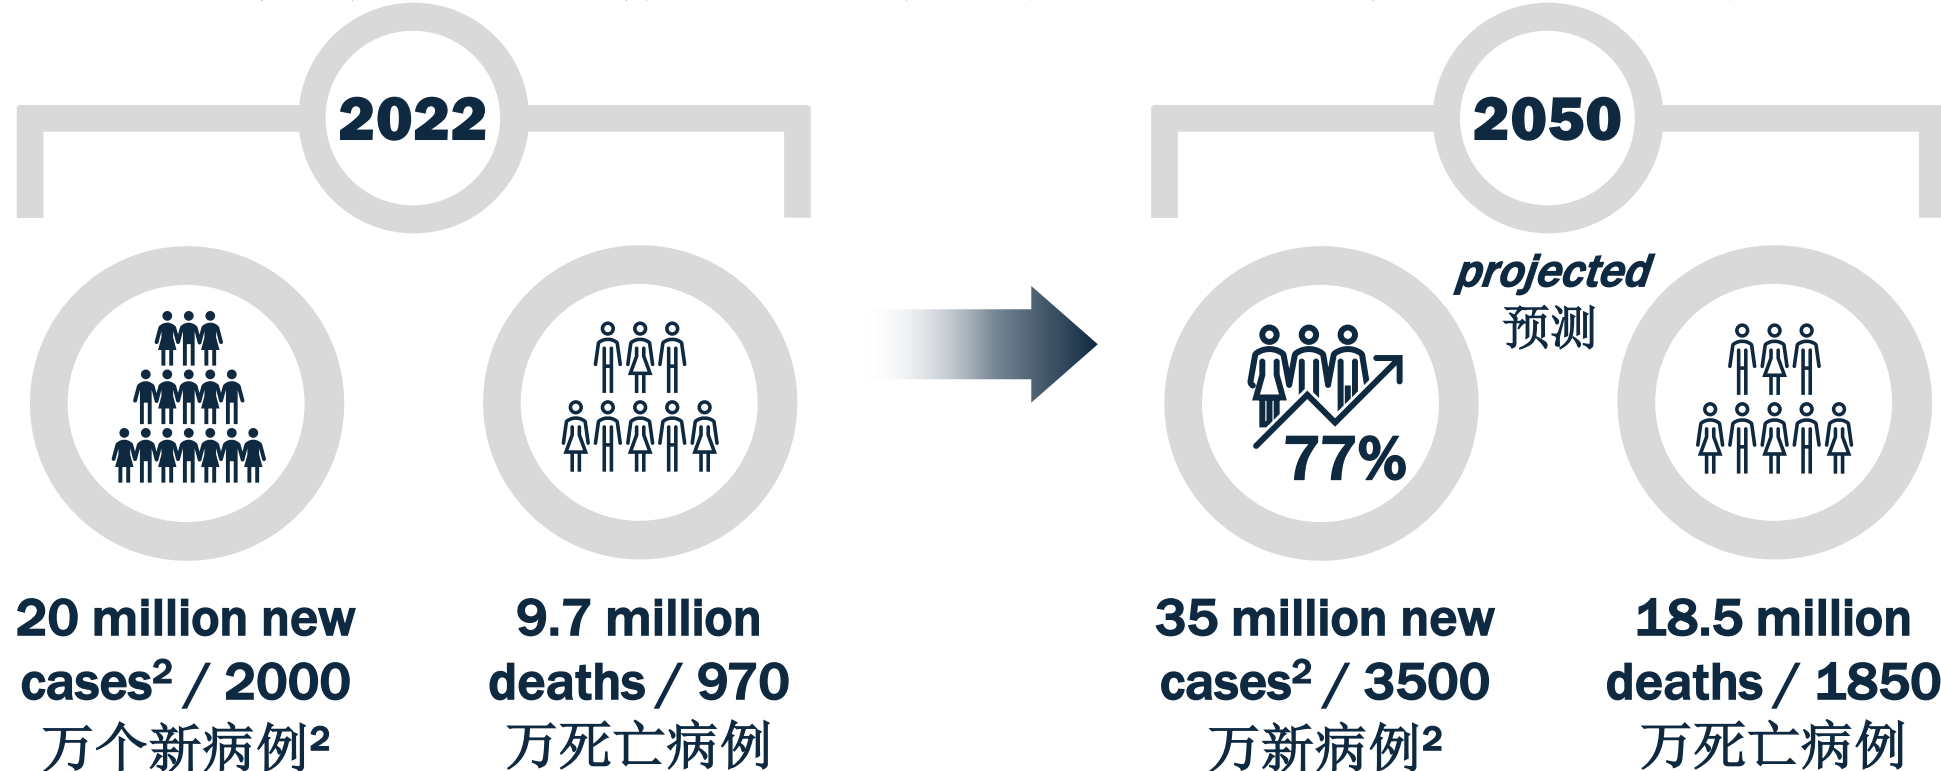 2022
20 million new
cases² / 2000
万个新病例²
9.7 million
deaths / 970
万死亡病例
2050
projected
预测
77%
35 million new
cases² / 3500
万新病例²
18.5 million
deaths / 1850
万死亡病例